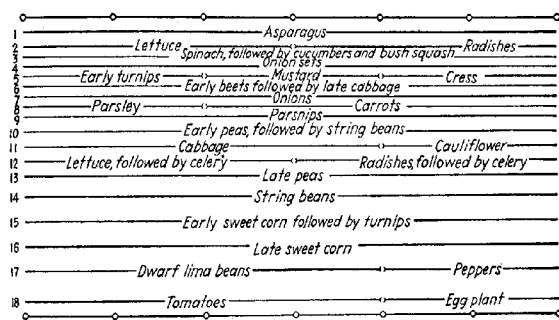 1 Asparagus
2 Lettuce Radishes
3 Spinach, followed by cucumbers and bush squash
4 Onion sets
5 Early turnips Mustard Cress
6 Early beets followed by late cabbage
7 Onions
8 Parsley Carrots
9 Parsnips
10 Early peas, followed by string beans
11 Cabbage Cauliflower
12 Lettuce, followed by celery Radishes, followed by celery
13 Late peas
14 String beans
15 Early sweet corn followed by turnips
16 Late sweet corn
17 Dwarf lima beans Peppers
18 Tomatoes Egg plant